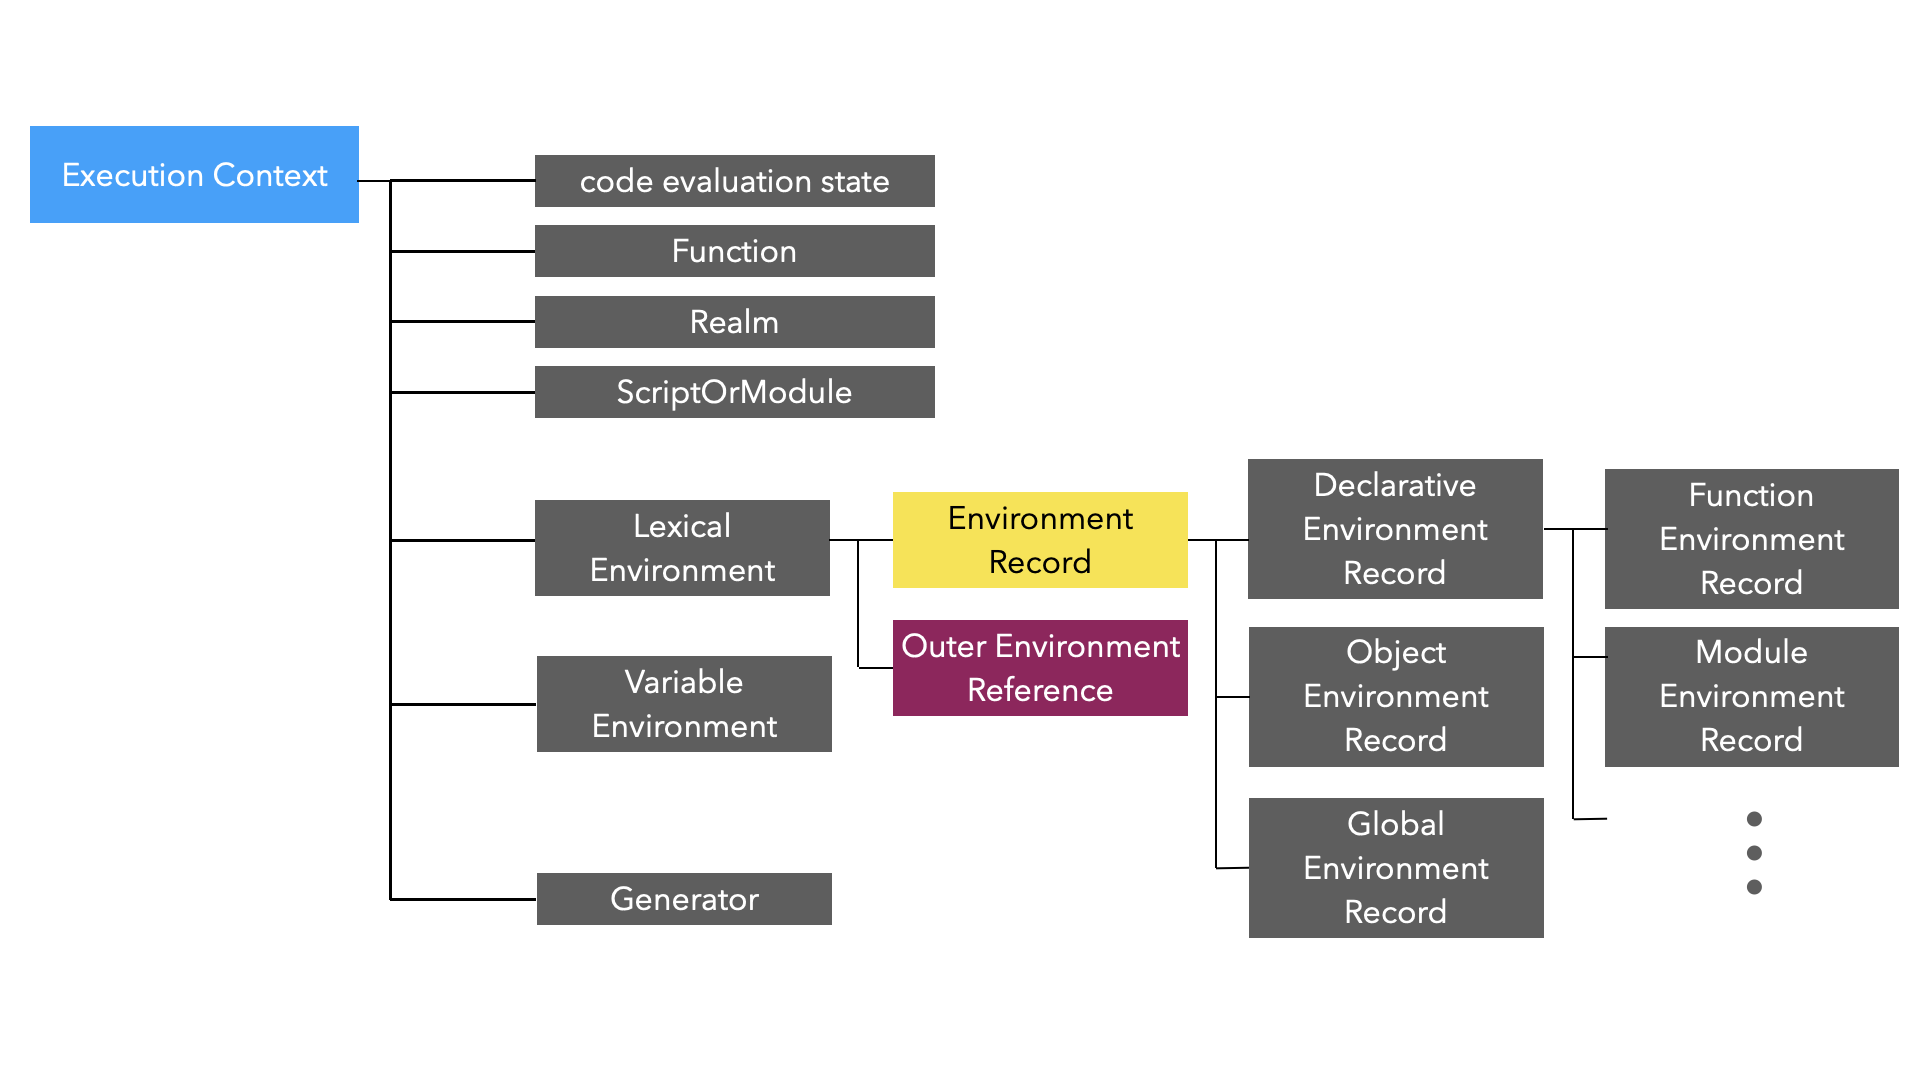 Execution Context
code evaluation state
Function
Realm
ScriptOrModule
Lexical
Environment
Environment
Record
Outer Environment
Reference
Declarative
Environment
Record
Function
Environment
Record
Object
Environment
Record
Module
Environment
Record
Variable
Environment
Global
Environment
Record
Generator